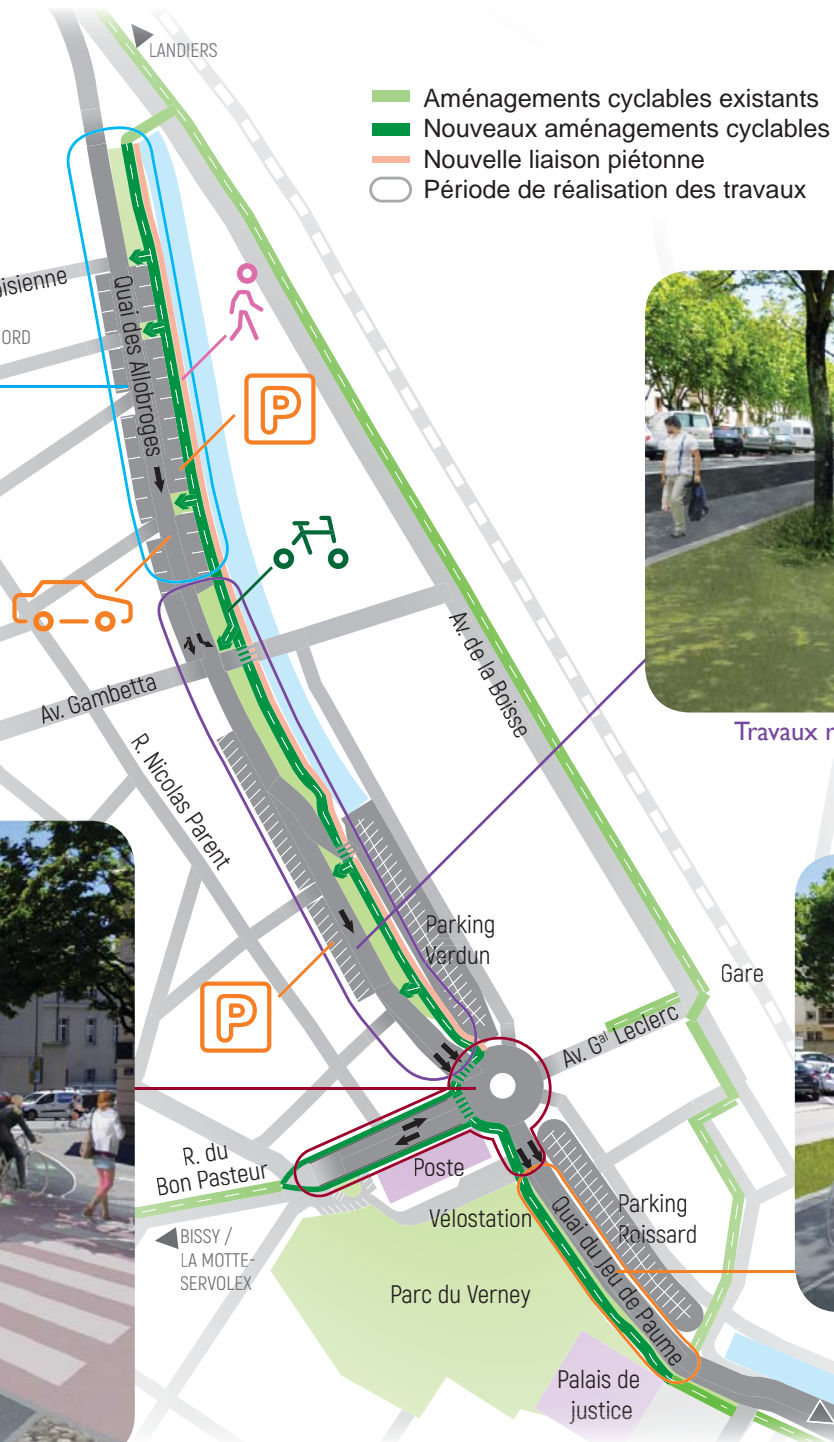 LANDIERS
Aménagements cyclables existants
Nouveaux aménagements cyclables
Nouvelle liaison piétonne
Période de réalisation des travaux
ORD
Quai des Allobroges
P
Av. Gambetta
Av. de la Boisse
R. Nicolas Parent
Travaux
Parking
Verdun
P
Gare
Av. Gal Leclerc
R. du
Bon Pasteur
Poste
Vélostation
BISSY /
LA MOTTE-
SERVOLEX
Quai du Jeu de Paume
Parking
Roissard
Parc du Verney
Palais de
justice